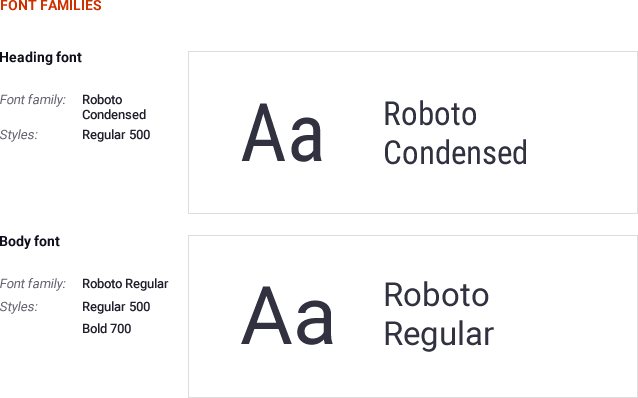 FONT FAMILIES
Heading font
Font family: Roboto
Condensed
Styles: Regular 500
Aa
Roboto
Condensed
Body font
Font family: Roboto Regular
Styles: Regular 500
Bold 700
Aa
Roboto
Regular